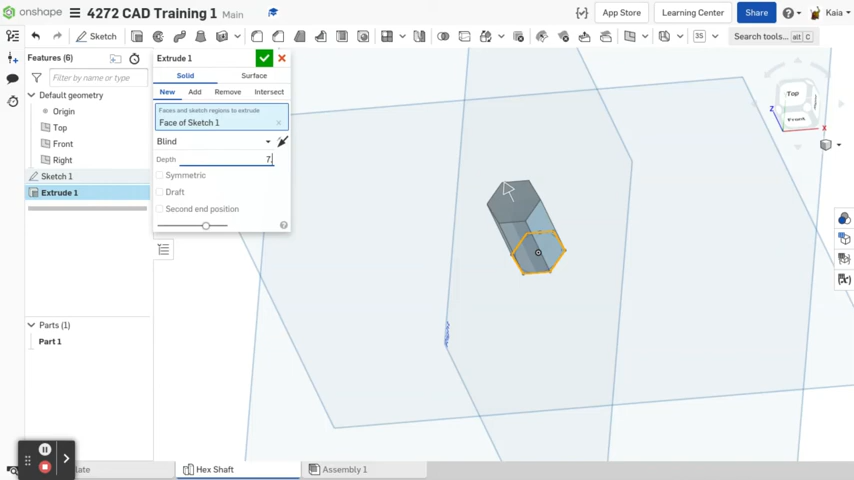 onshape 4272 CAD Training 1 Main App Store Learning Center Share Kaia
Sketch Search tools... alt C
Features (6)
Filter by name or type
Default geometry
Origin
Top
Front
Right
Sketch 1
Extrude 1
Extrude 1
Solid Surface
New Add Remove Intersect
Faces and sketch regions to extrude
Face of Sketch 1
Blind
Depth 7.
Symmetric
Draft
Second end position
Top
Front
Z
X
Parts (1)
Part 1
late Hex Shaft Assembly 1